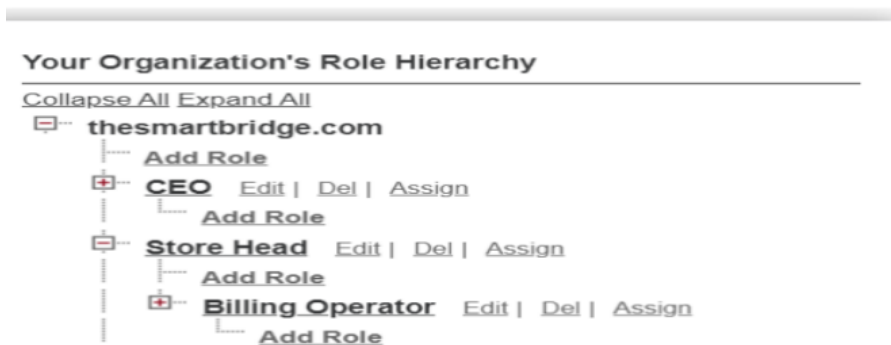 Your Organization's Role Hierarchy
Collapse All Expand All
thesmartbridge.com
Add Role
CEO Edit | Del | Assign
Add Role
Store Head Edit | Del | Assign
Add Role
Billing Operator Edit | Del | Assign
Add Role